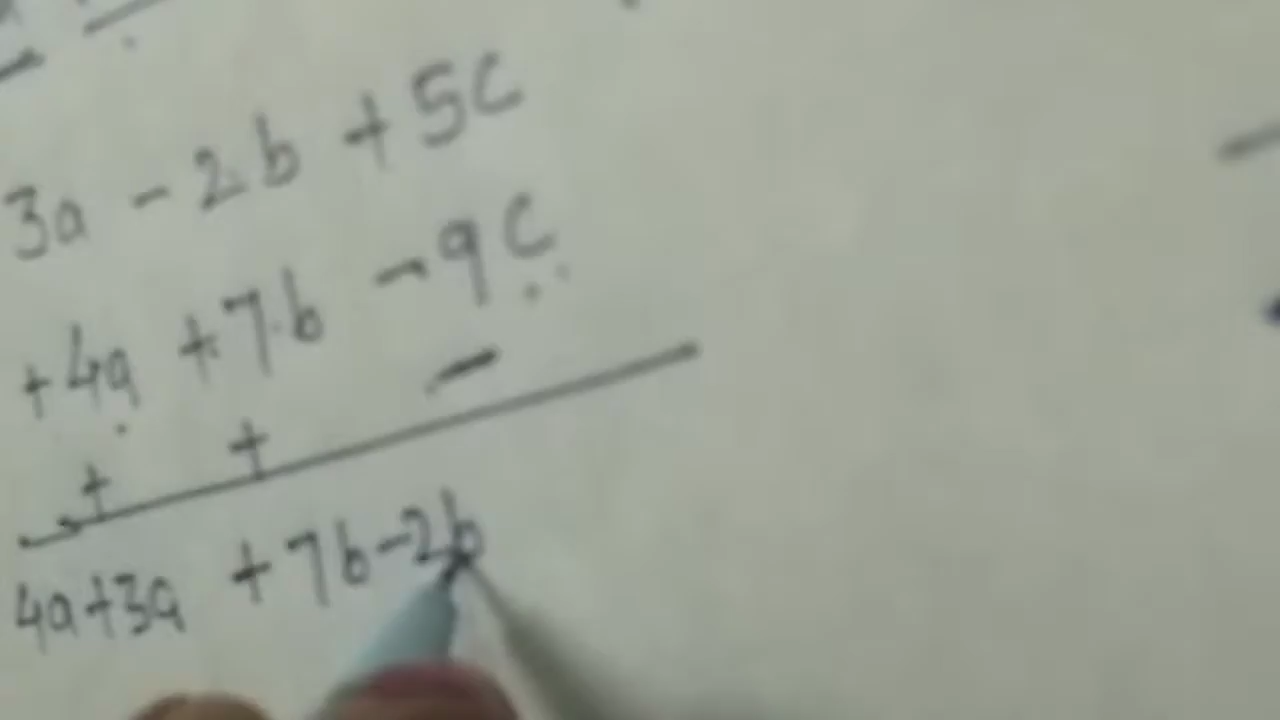 3a - 2b + 5c
+4a + 7b - 9c
+ + -
4a+3a + 7b-2b